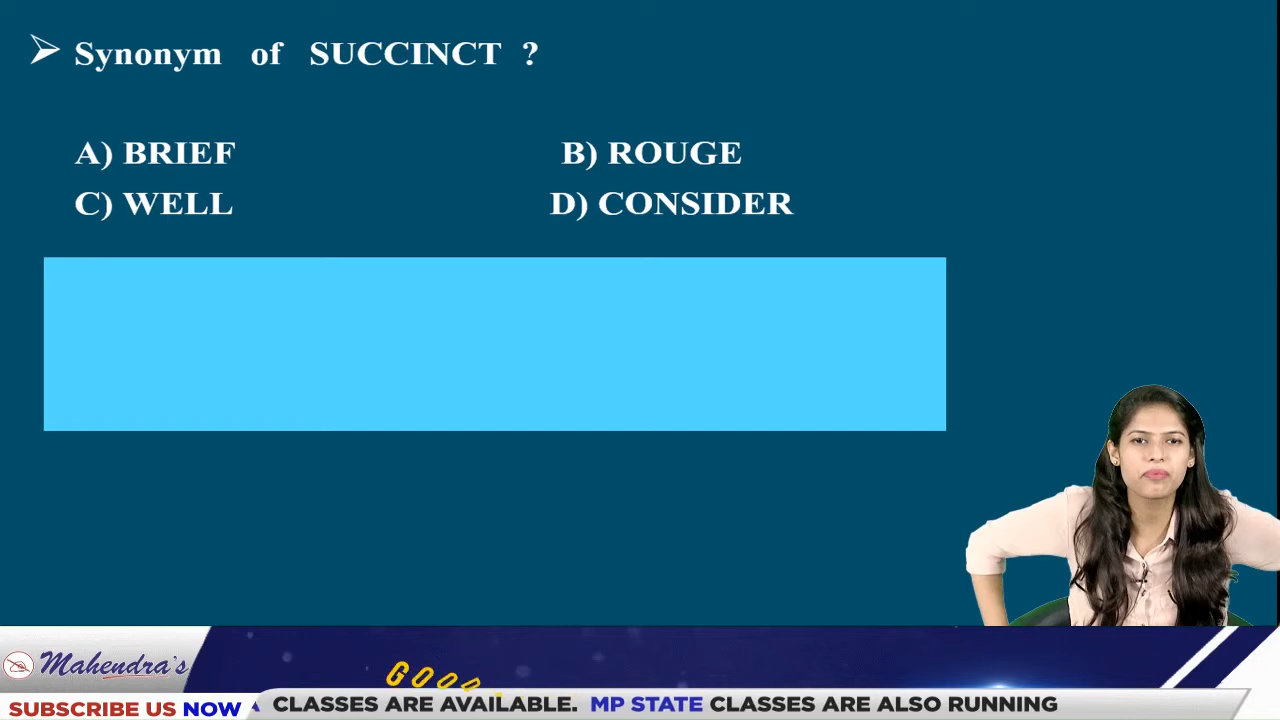 Synonym of SUCCINCT ?
A) BRIEF
B) ROUGE
C) WELL
D) CONSIDER
Mahendra's
GOOD
SUBSCRIBE US NOW
CLASSES ARE AVAILABLE. MP STATE CLASSES ARE ALSO RUNNING